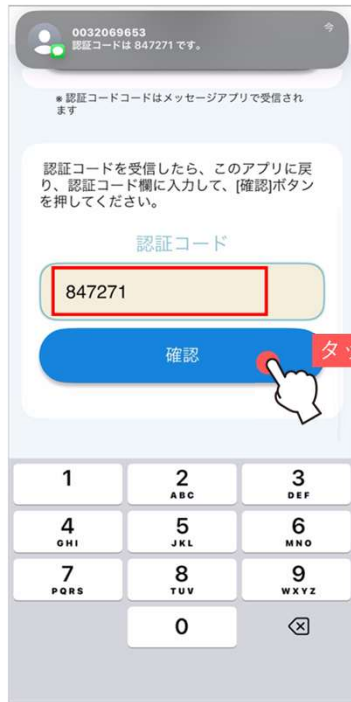 0032069653
今
認証コードは 847271 です。
※認証コードコードはメッセージアプリで受信され
ます
認証コードを受信したら、このアプリに戻
り、認証コード欄に入力して、[確認]ボタン
を押してください。
認証コード
847271
確認
タッ
1
2
ABC
3
DEF
4
GHI
5
JKL
6
MNO
7
PQRS
8
TUV
9
WXYZ
0